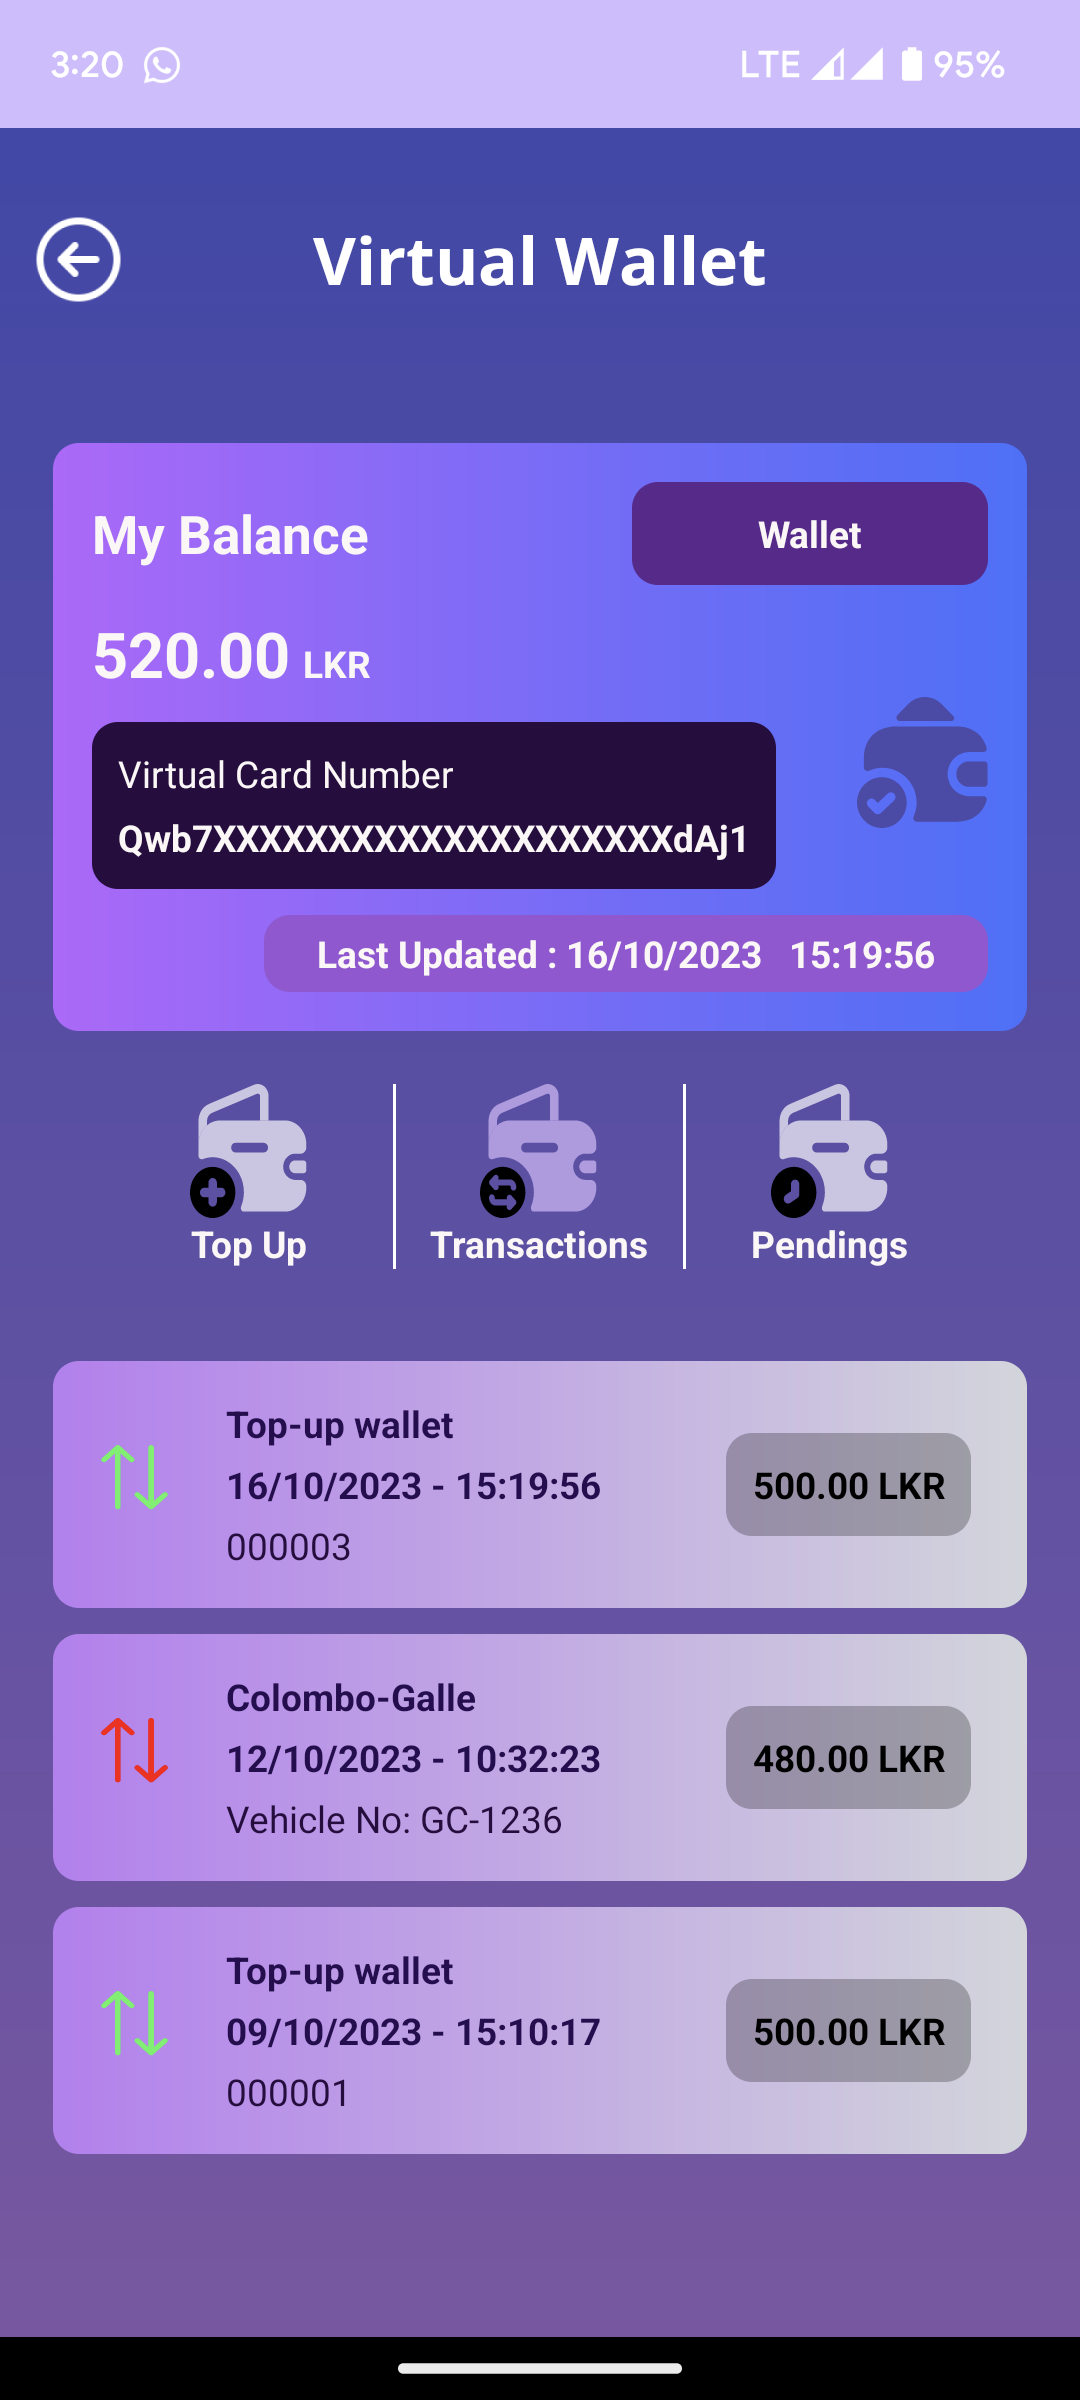 3:20 LTE 95%
Virtual Wallet
My Balance
Wallet
520.00 LKR
Virtual Card Number
Qwb7XXXXXXXXXXXXXXXXXXXXdAj1
Last Updated : 16/10/2023 15:19:56
Top Up
Transactions
Pendings
Top-up wallet
16/10/2023 - 15:19:56
500.00 LKR
000003
Colombo-Galle
12/10/2023 - 10:32:23
480.00 LKR
Vehicle No: GC-1236
Top-up wallet
09/10/2023 - 15:10:17
500.00 LKR
000001